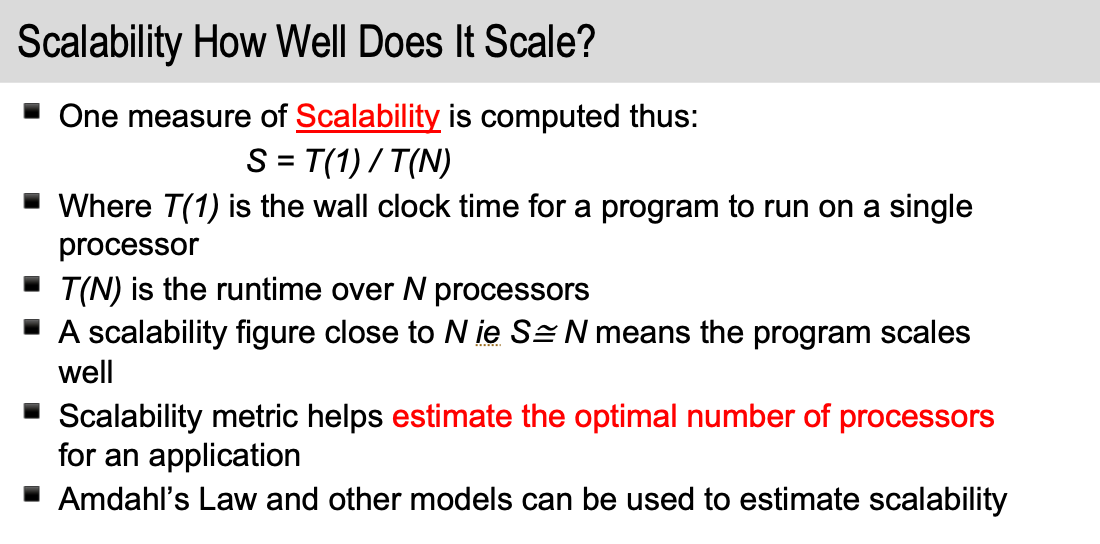 Scalability How Well Does It Scale?
▪ One measure of Scalability is computed thus:
S = T(1) / T(N)
▪ Where T(1) is the wall clock time for a program to run on a single
processor
▪ T(N) is the runtime over N processors
▪ A scalability figure close to N ie S≅ N means the program scales
well
▪ Scalability metric helps estimate the optimal number of processors
for an application
▪ Amdahl’s Law and other models can be used to estimate scalability